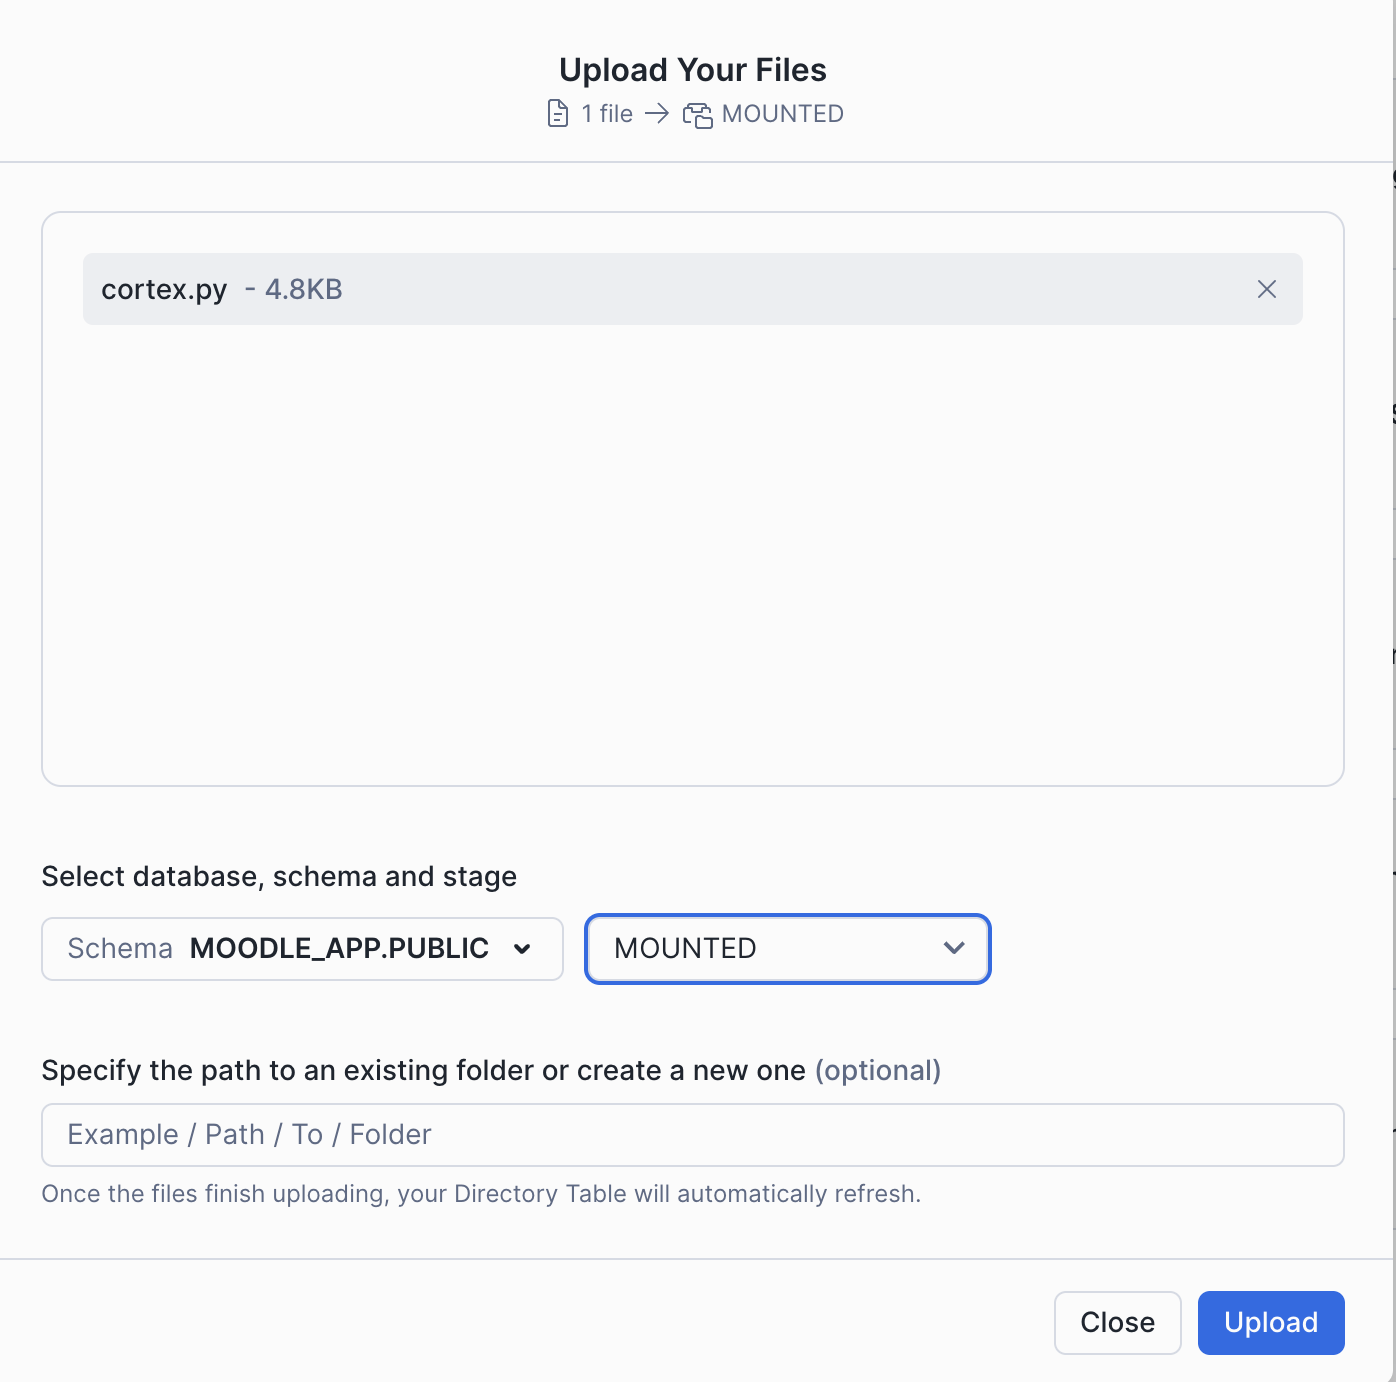 Upload Your Files
1 file → MOUNTED
cortex.py - 4.8KB
Select database, schema and stage
Schema MOODLE_APP.PUBLIC
MOUNTED
Specify the path to an existing folder or create a new one (optional)
Example / Path / To / Folder
Once the files finish uploading, your Directory Table will automatically refresh.
Close
Upload